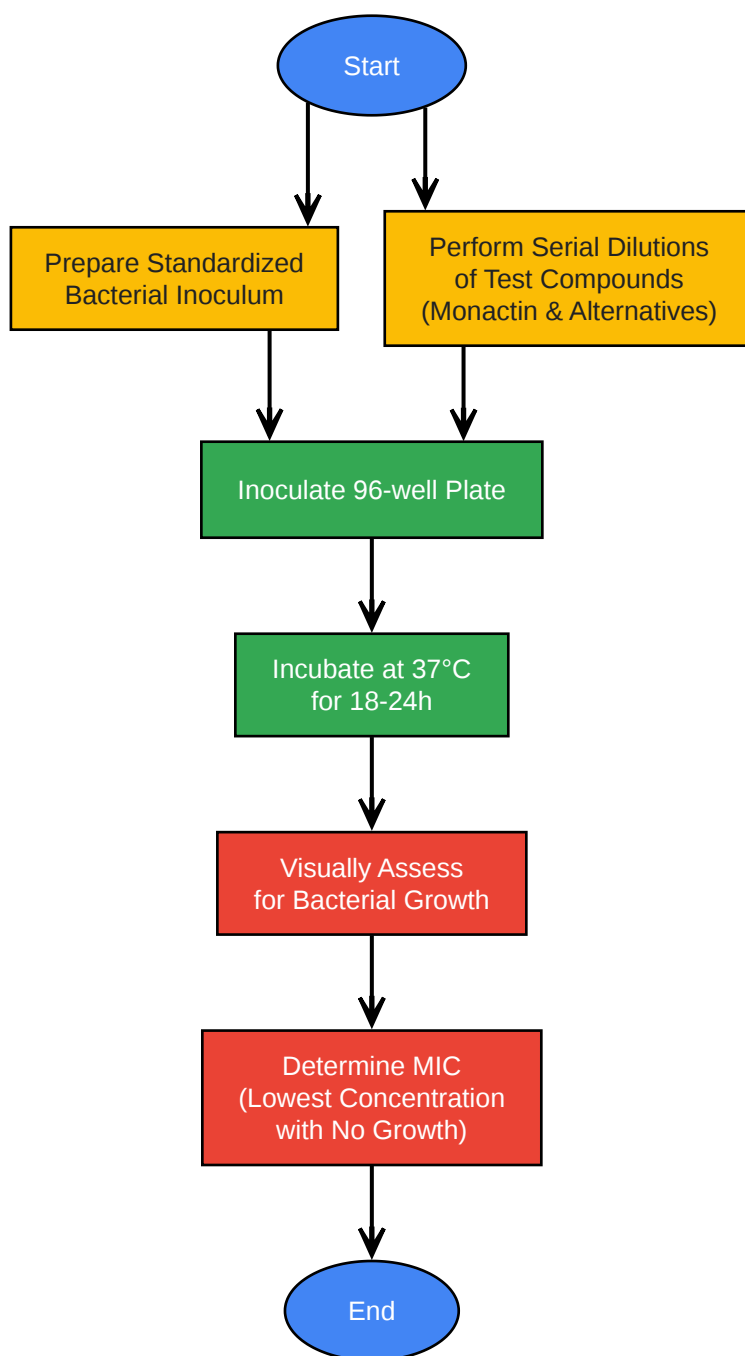 Start
Prepare Standardized
Bacterial Inoculum
Perform Serial Dilutions
of Test Compounds
(Monactin & Alternatives)
Inoculate 96-well Plate
Incubate at 37°C
for 18-24h
Visually Assess
for Bacterial Growth
Determine MIC
(Lowest Concentration
with No Growth)
End